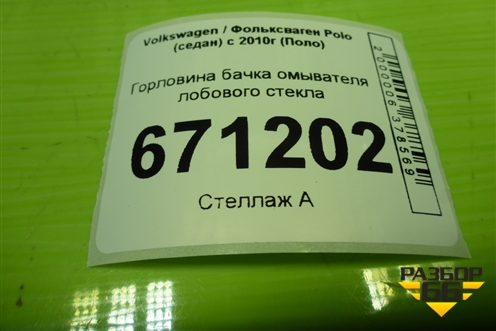 Volkswagen / Фольксваген Polo
(седан) с 2010г (Поло)
Горловина бачка омывателя
лобового стекла
671202
Стеллаж А
2000006378569
РАЗБОР
66